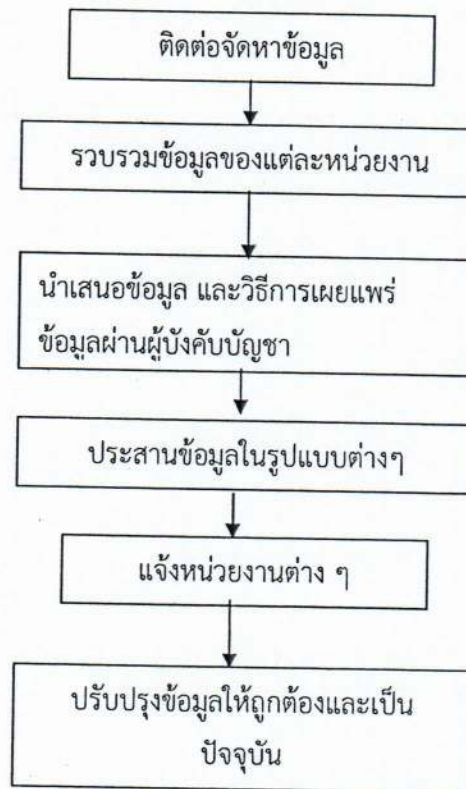 ติดต่อจัดหาข้อมูล
รวบรวมข้อมูลของแต่ละหน่วยงาน
นำเสนอข้อมูล และวิธีการเผยแพร่
ข้อมูลผ่านผู้บังคับบัญชา
ประสานข้อมูลในรูปแบบต่างๆ
แจ้งหน่วยงานต่าง ๆ
ปรับปรุงข้อมูลให้ถูกต้องและเป็น
ปัจจุบัน